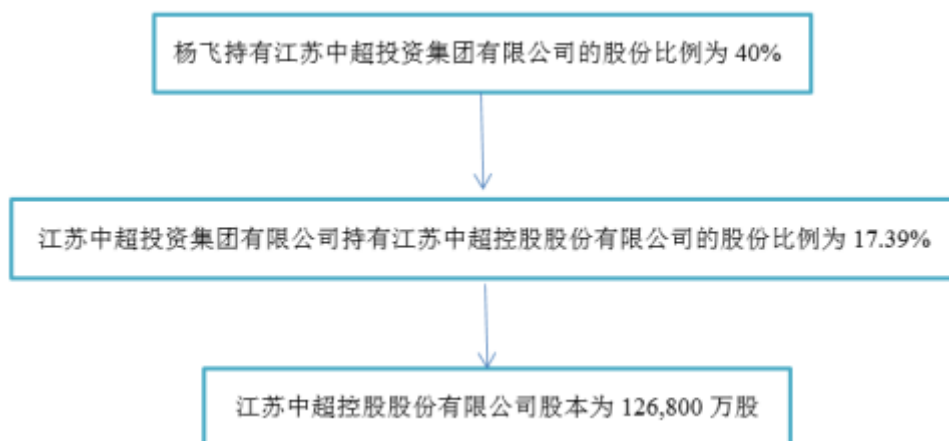 杨飞持有江苏中超投资集团有限公司的股份比例为 40%
江苏中超投资集团有限公司持有江苏中超控股股份有限公司的股份比例为 17.39%
江苏中超控股股份有限公司股本为 126,800 万股